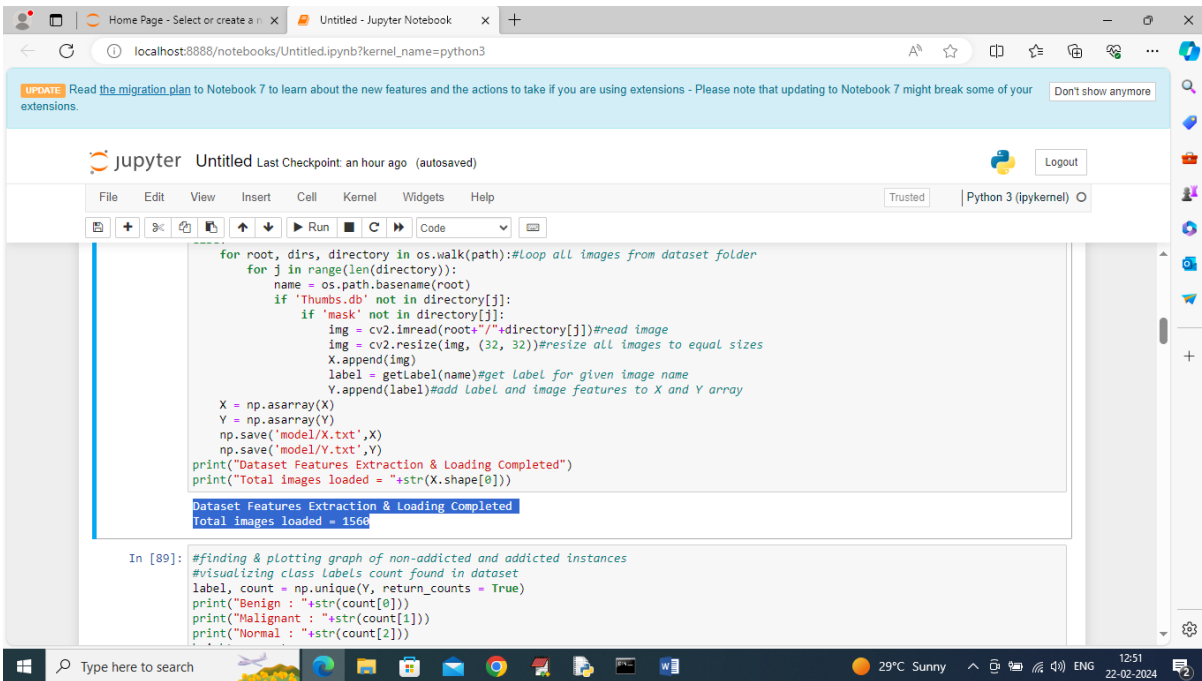 Home Page - Select or create a n
Untitled - Jupyter Notebook
localhost:8888/notebooks/Untitled.ipynb?kernel_name=python3
UPDATE Read the migration plan to Notebook 7 to learn about the new features and the actions to take if you are using extensions - Please note that updating to Notebook 7 might break some of your
extensions.
Don't show anymore
jupyter Untitled Last Checkpoint: an hour ago (autosaved)
Logout
File Edit View Insert Cell Kernel Widgets Help
Trusted
Python 3 (ipykernel)
Run
Code
    for root, dirs, directory in os.walk(path):#loop all images from dataset folder
        for j in range(len(directory)):
            name = os.path.basename(root)
            if 'Thumbs.db' not in directory[j]:
                if 'mask' not in directory[j]:
                    img = cv2.imread(root+"/"+directory[j])#read image
                    img = cv2.resize(img, (32, 32))#resize all images to equal sizes
                    X.append(img)
                    label = getLabel(name)#get label for given image name
                    Y.append(label)#add label and image features to X and Y array
    X = np.asarray(X)
    Y = np.asarray(Y)
    np.save('model/X.txt',X)
    np.save('model/Y.txt',Y)
print("Dataset Features Extraction & Loading Completed")
print("Total images loaded = "+str(X.shape[0]))
Dataset Features Extraction & Loading Completed
Total images loaded = 1560
In [89]: #finding & plotting graph of non-addicted and addicted instances
#visualizing class labels count found in dataset
label, count = np.unique(Y, return_counts = True)
print("Benign : "+str(count[0]))
print("Malignant : "+str(count[1]))
print("Normal : "+str(count[2]))
Type here to search
29°C Sunny
ENG
12:51
22-02-2024
2